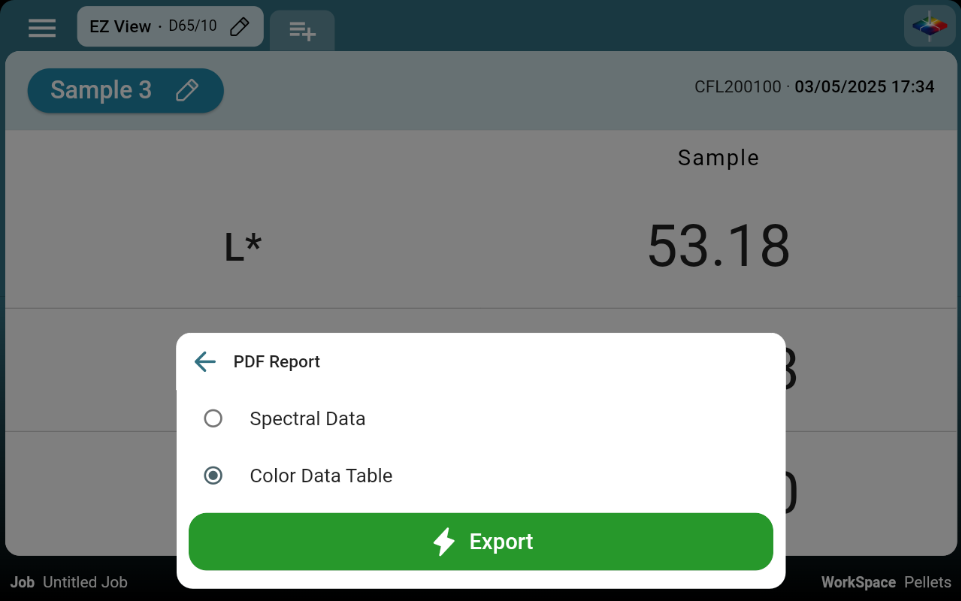 EZ View · D65/10
Sample 3
CFL200100 · 03/05/2025 17:34
Sample
L*
53.18
PDF Report
Spectral Data
Color Data Table
Export
Job Untitled Job
WorkSpace Pellets